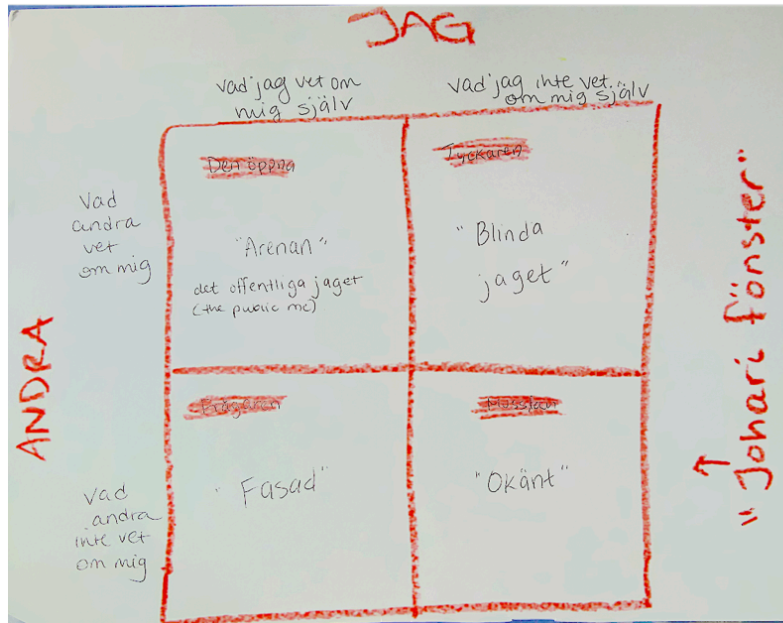 JAG
vad jag vet om
mig själv
vad jag inte vet
om mig själv
Vad
andra
vet
om mig
Den öppna
"Arenan"
det offentliga jaget
(the public me)
Tyckaren
"Blinda
jaget"
ANDRA
Vad
andra
inte vet
om mig
Frågaren
"Fasad"
Musslan
"Okänt"
"Johari fönster"